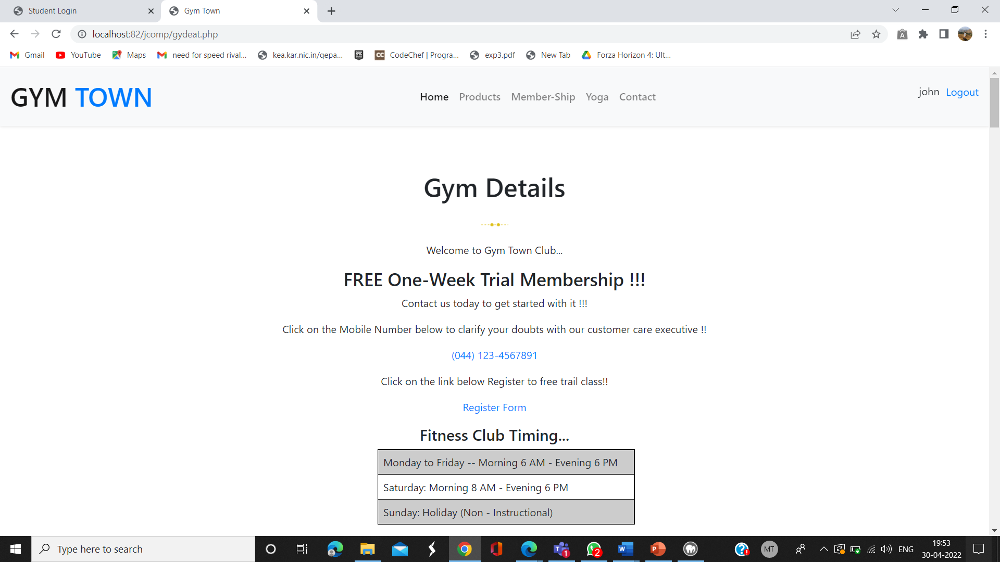 Student Login
Gym Town
localhost:82/jcomp/gydeat.php
Gmail
YouTube
Maps
need for speed rival...
kea.kar.nic.in/qepa...
EPIC
CC
CodeChef | Progra...
exp3.pdf
New Tab
Forza Horizon 4: Ult...
GYM TOWN
Home
Products
Member-Ship
Yoga
Contact
john
Logout
Gym Details
Welcome to Gym Town Club...
FREE One-Week Trial Membership !!!
Contact us today to get started with it !!!
Click on the Mobile Number below to clarify your doubts with our customer care executive !!
(044) 123-4567891
Click on the link below Register to free trail class!!
Register Form
Fitness Club Timing...
Monday to Friday -- Morning 6 AM - Evening 6 PM
Saturday: Morning 8 AM - Evening 6 PM
Sunday: Holiday (Non - Instructional)
Type here to search
1
2
MT
ENG
19:53
30-04-2022